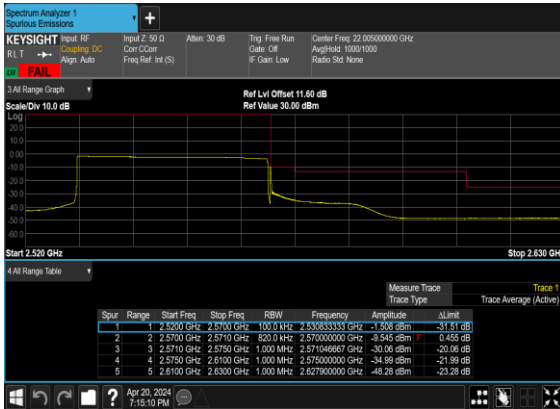 Spectrum Analyzer 1
Spurious Emissions
+
KEYSIGHT Input: RF Input Z: 50 Ω Atten: 30 dB Trig: Free Run Center Freq: 22.005000000 GHz
RLT Coupling: DC Corr CCorr Gate: Off Avg|Hold: 1000/1000
Align: Auto Freq Ref: Int (S) IF Gain: Low Radio Std: None
FAIL
3 All Range Graph
Ref Lvl Offset 11.60 dB
Scale/Div 10.0 dB Ref Value 30.00 dBm
Log
20.0
10.0
0.00
-10.0
-20.0
-30.0
-40.0
-50.0
-60.0
Start 2.520 GHz Stop 2.630 GH
4 All Range Table
Measure Trace Trace 1
Trace Type Trace Average (Active)
Spur Range Start Freq Stop Freq RBW Frequency Amplitude ΔLimit
1 1 2.5200 GHz 2.5700 GHz 100.0 kHz 2.530833333 GHz -1.508 dBm -31.51 dB
2 2 2.5700 GHz 2.5710 GHz 820.0 kHz 2.570000000 GHz -9.545 dBm F 0.455 dB
3 3 2.5710 GHz 2.5750 GHz 1.000 MHz 2.571046667 GHz -30.06 dBm -20.06 dB
4 4 2.5750 GHz 2.6100 GHz 1.000 MHz 2.575000000 GHz -34.99 dBm -21.99 dB
5 5 2.6100 GHz 2.6300 GHz 1.000 MHz 2.627900000 GHz -48.28 dBm -23.28 dB
? Apr 20, 2024
7:15:10 PM